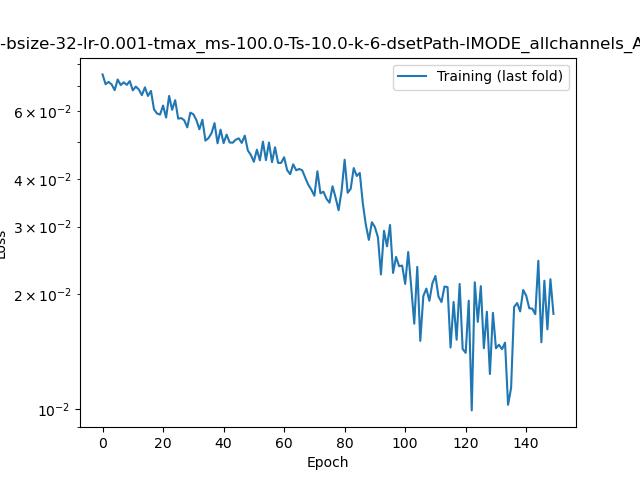 -bsize-32-lr-0.001-tmax_ms-100.0-Ts-10.0-k-6-dsetPath-IMODE_allchannels_A
Training (last fold)
6 × 10⁻²
4 × 10⁻²
3 × 10⁻²
2 × 10⁻²
10⁻²
Loss
0 20 40 60 80 100 120 140
Epoch